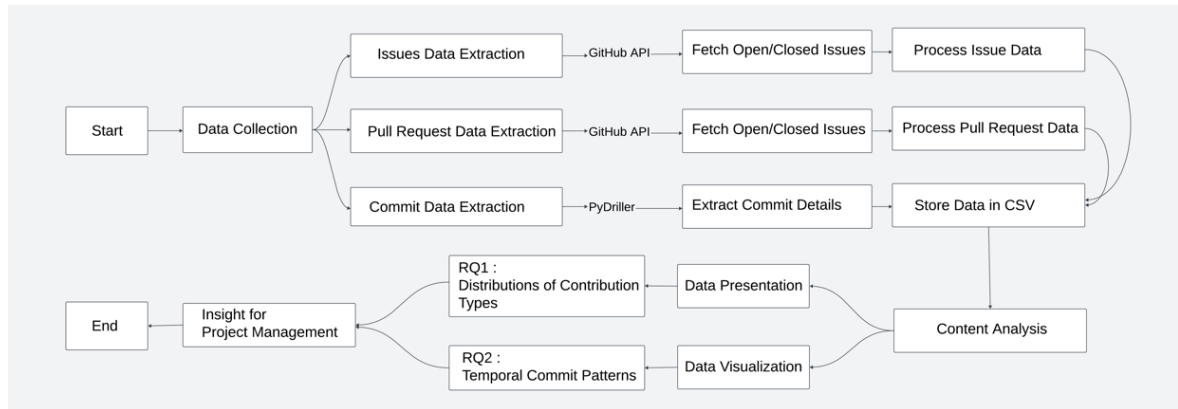 Issues Data Extraction
GitHub API
Fetch Open/Closed Issues
Process Issue Data
Start
Data Collection
Pull Request Data Extraction
GitHub API
Fetch Open/Closed Issues
Process Pull Request Data
Commit Data Extraction
PyDriller
Extract Commit Details
Store Data in CSV
RQ1 :
Distributions of Contribution
Types
Data Presentation
End
Insight for
Project Management
Content Analysis
RQ2 :
Temporal Commit Patterns
Data Visualization